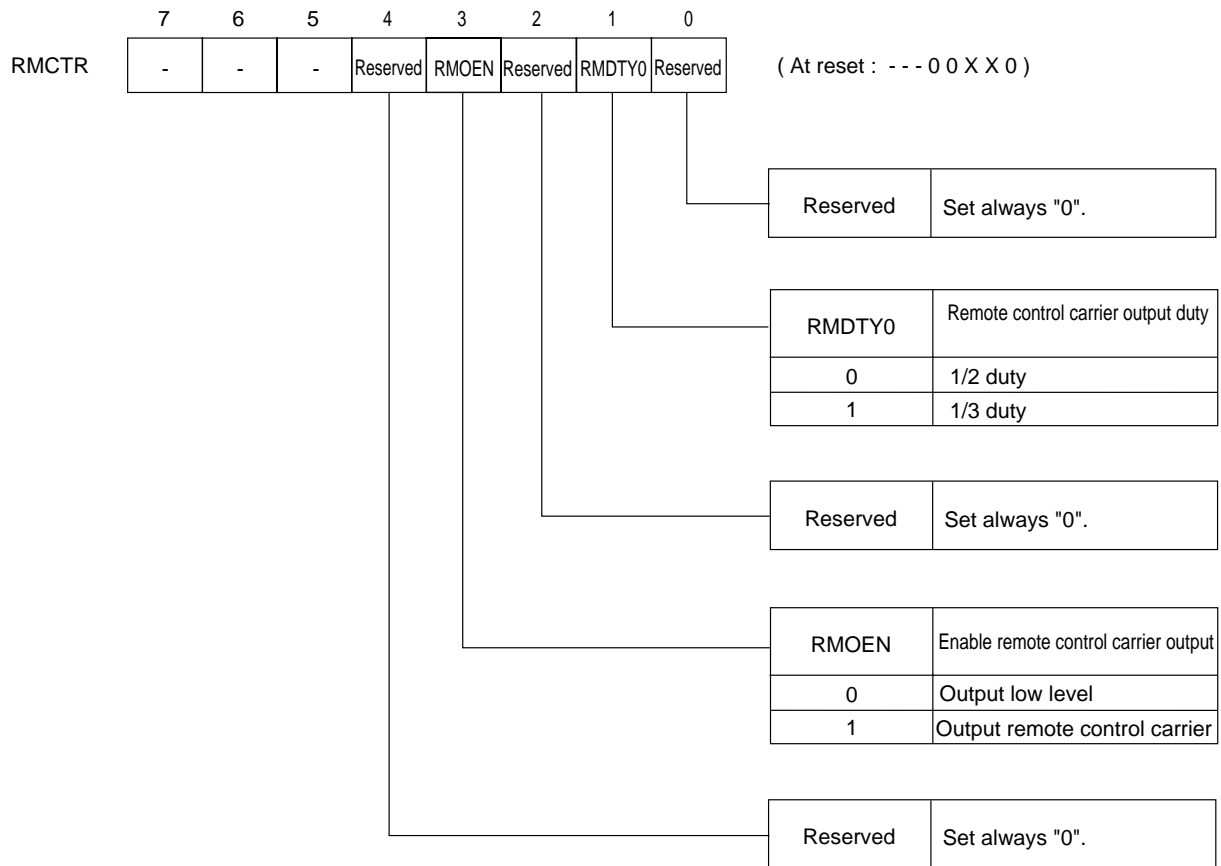 7 6 5 4 3 2 1 0
RMCTR - - - Reserved RMOEN Reserved RMDTY0 Reserved ( At reset : - - - 0 0 X X 0 )
Reserved Set always "0".
RMDTY0 Remote control carrier output duty
0 1/2 duty
1 1/3 duty
Reserved Set always "0".
RMOEN Enable remote control carrier output
0 Output low level
1 Output remote control carrier
Reserved Set always "0".